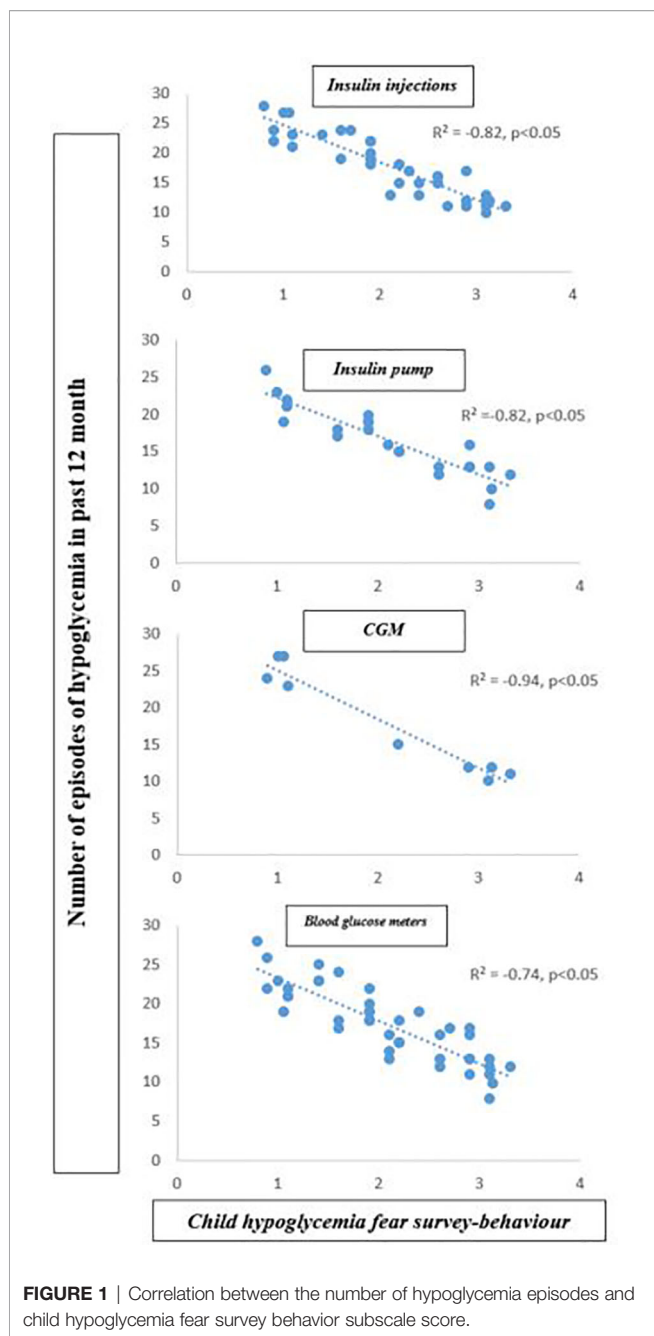 Number of episodes of hypoglycemia in past 12 month
Insulin injections
R² = -0.82, p<0.05
30
25
20
15
10
5
0
0 1 2 3 4
Insulin pump
R² =-0.82, p<0.05
30
25
20
15
10
5
0
0 1 2 3 4
CGM
R² = -0.94, p<0.05
30
25
20
15
10
5
0
0 1 2 3 4
Blood glucose meters
R² = -0.74, p<0.05
30
25
20
15
10
5
0
0 1 2 3 4
Child hypoglycemia fear survey-behaviour
FIGURE 1 | Correlation between the number of hypoglycemia episodes and
child hypoglycemia fear survey behavior subscale score.